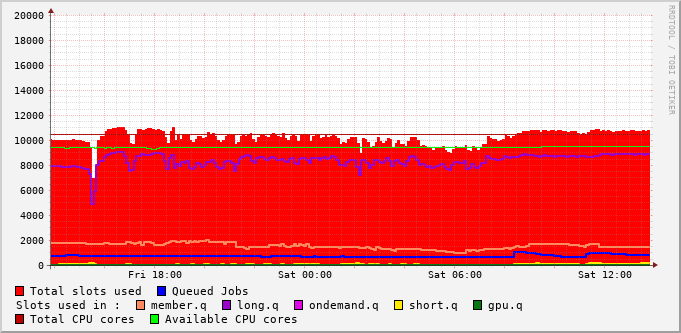 20000
18000
16000
14000
12000
10000
8000
6000
4000
2000
0
Fri 18:00 Sat 00:00 Sat 06:00 Sat 12:00
Total slots used Queued Jobs
Slots used in : member.q long.q ondemand.q short.q gpu.q
Total CPU cores Available CPU cores
RRDTOOL / TOBI OETIKER